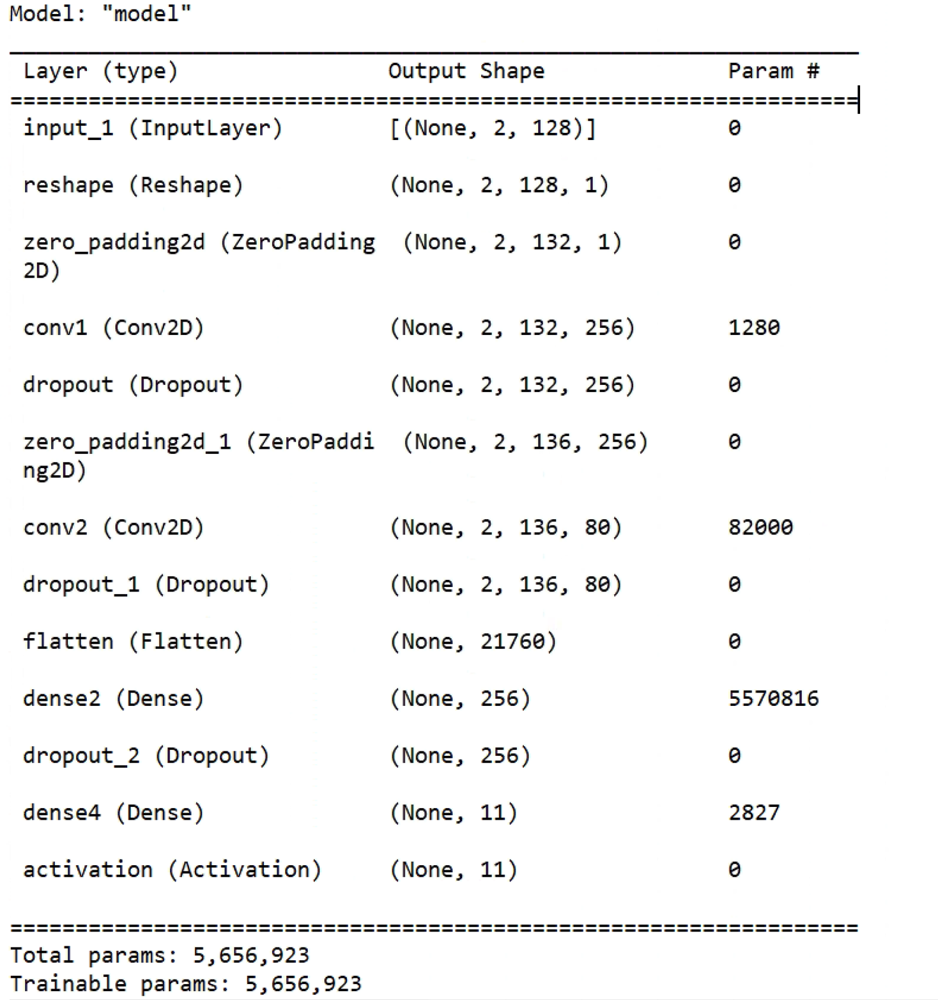 Model: "model"
Layer (type) Output Shape Param #
=================================================================
input_1 (InputLayer) [(None, 2, 128)] 0
reshape (Reshape) (None, 2, 128, 1) 0
zero_padding2d (ZeroPadding (None, 2, 132, 1) 0
2D)
conv1 (Conv2D) (None, 2, 132, 256) 1280
dropout (Dropout) (None, 2, 132, 256) 0
zero_padding2d_1 (ZeroPaddi (None, 2, 136, 256) 0
ng2D)
conv2 (Conv2D) (None, 2, 136, 80) 82000
dropout_1 (Dropout) (None, 2, 136, 80) 0
flatten (Flatten) (None, 21760) 0
dense2 (Dense) (None, 256) 5570816
dropout_2 (Dropout) (None, 256) 0
dense4 (Dense) (None, 11) 2827
activation (Activation) (None, 11) 0
=================================================================
Total params: 5,656,923
Trainable params: 5,656,923